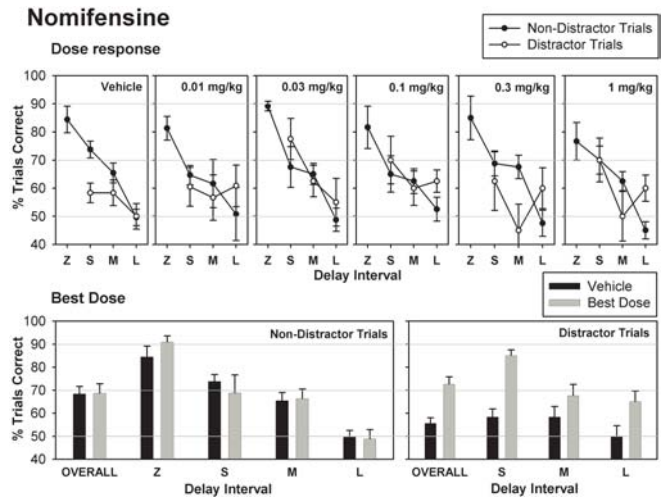 Nomifensine
Non-Distractor Trials
Distractor Trials
Dose response
% Trials Correct
100
90
80
70
60
50
40
Vehicle
0.01 mg/kg
0.03 mg/kg
0.1 mg/kg
0.3 mg/kg
1 mg/kg
Z S M L Z S M L Z S M L Z S M L Z S M L Z S M L
Delay Interval
Best Dose
Vehicle
Best Dose
% Trials Correct
100
90
80
70
60
50
40
Non-Distractor Trials
Distractor Trials
OVERALL Z S M L OVERALL S M L
Delay Interval Delay Interval